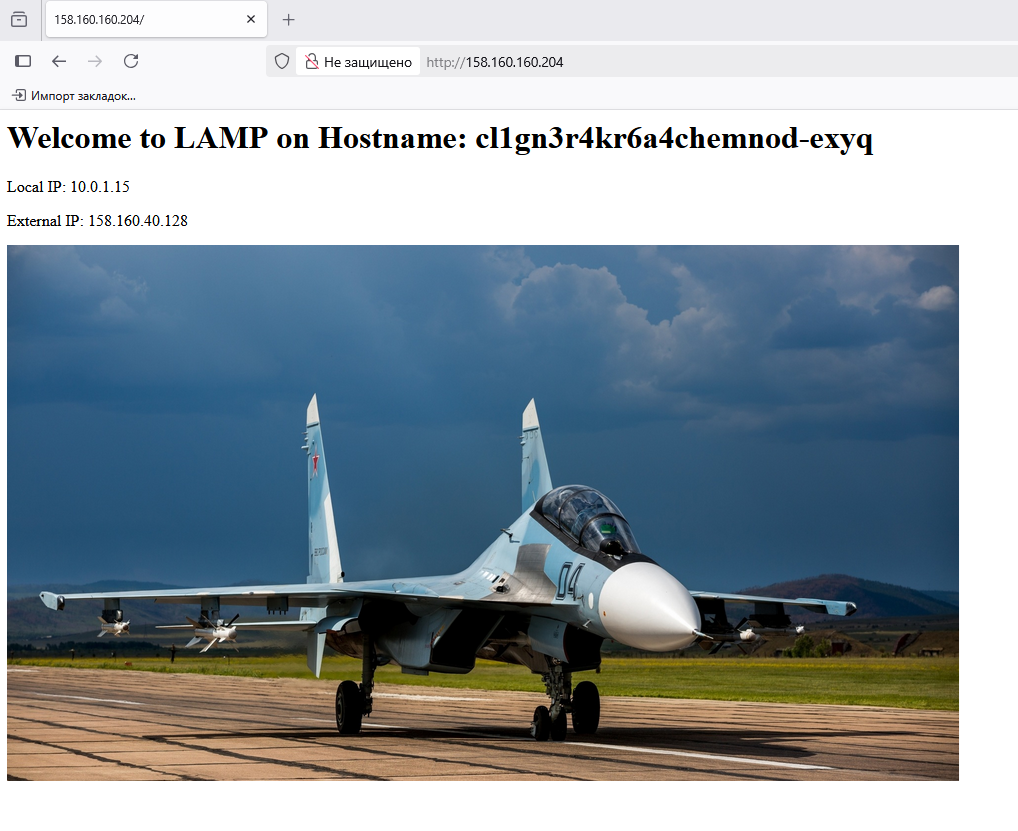 158.160.160.204/
Не защищено http://158.160.160.204
Импорт закладок...
Welcome to LAMP on Hostname: cl1gn3r4kr6a4chemnod-exyq
Local IP: 10.0.1.15
External IP: 158.160.40.128
04